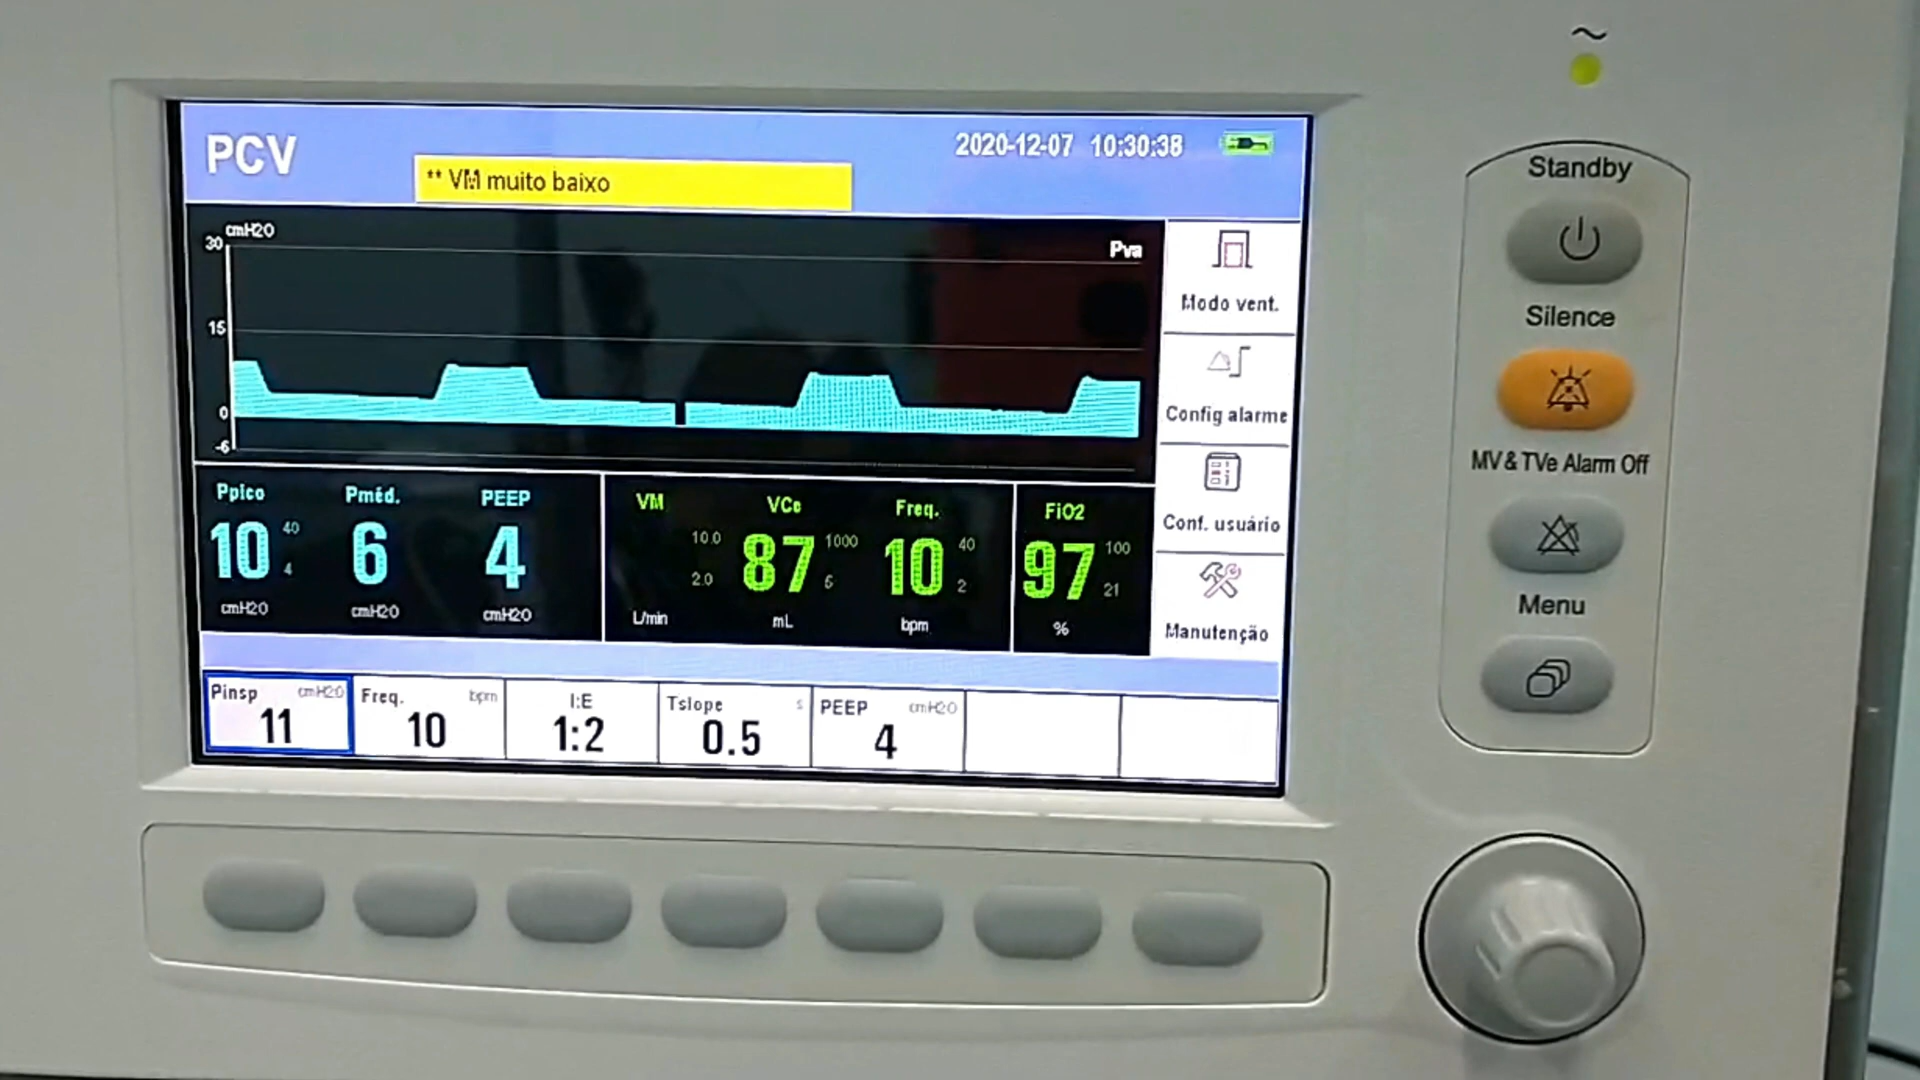 ~
PCV
2020-12-07 10:30:38
** VM muito baixo
cmH2O
30
15
0
-6
Pva
Modo vent.
Config alarme
Conf. usuário
Manutenção
Ppico Pméd. PEEP
10 40 4 6 4
cmH2O cmH2O cmH2O
VM VCe Freq. FiO2
10.0 2.0 87 1000 5 10 40 2 97 100 21
L/min mL bpm %
Pinsp cmH2O Freq. bpm I:E Tslope s PEEP cmH2O
11 10 1:2 0.5 4
Standby
Silence
MV & TVe Alarm Off
Menu